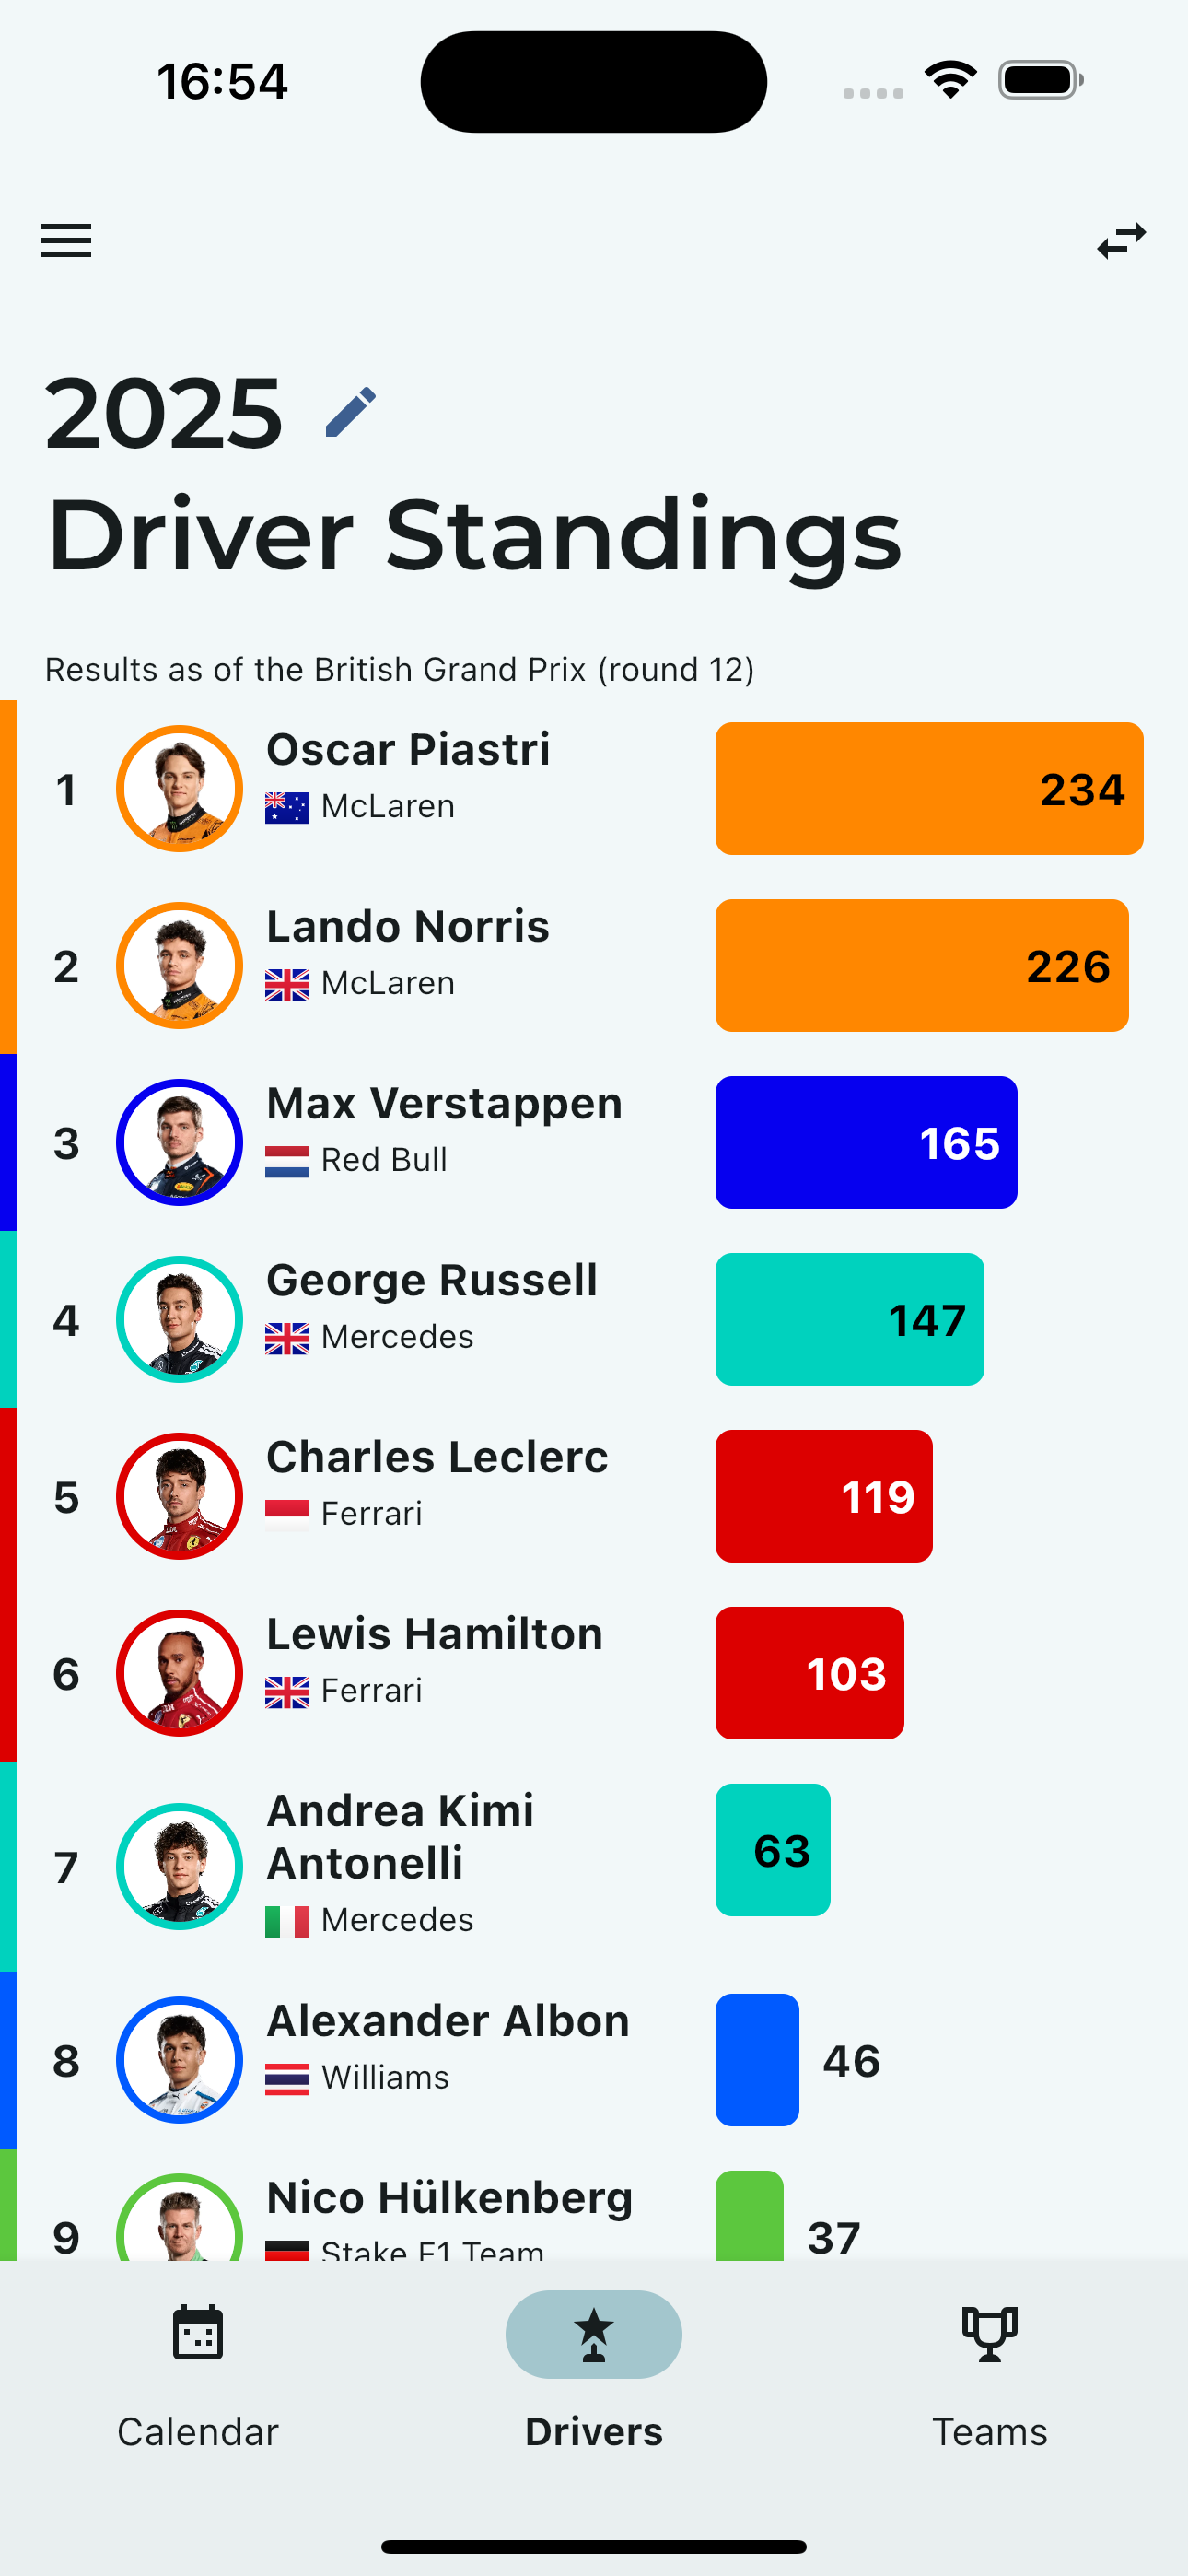 16:54
2025
Driver Standings
Results as of the British Grand Prix (round 12)
1
Oscar Piastri
McLaren
234
2
Lando Norris
McLaren
226
3
Max Verstappen
Red Bull
165
4
George Russell
Mercedes
147
5
Charles Leclerc
Ferrari
119
6
Lewis Hamilton
Ferrari
103
7
Andrea Kimi
Antonelli
Mercedes
63
8
Alexander Albon
Williams
46
9
Nico Hülkenberg
Stake F1 Team
37
Calendar
Drivers
Teams